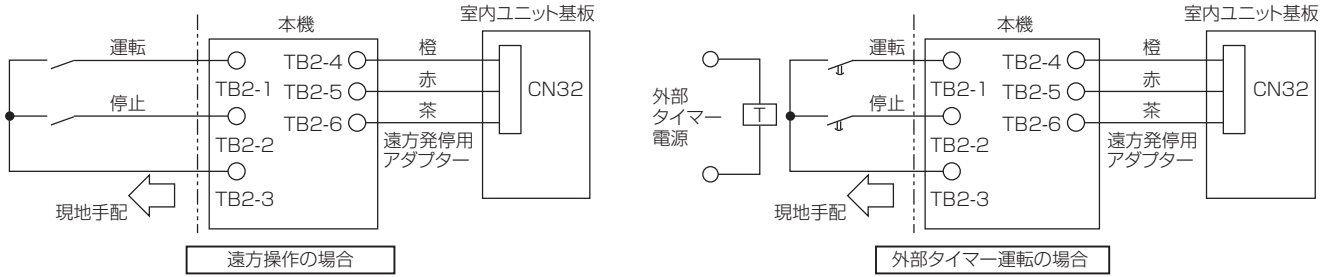 本機
室内ユニット基板
運転
TB2-1
TB2-4
橙
CN32
TB2-5
赤
停止
TB2-2
TB2-6
茶
遠方発停用
アダプター
TB2-3
現地手配
遠方操作の場合
本機
室内ユニット基板
外部
タイマー
電源
T
運転
TB2-1
TB2-4
橙
CN32
TB2-5
赤
停止
TB2-2
TB2-6
茶
遠方発停用
アダプター
TB2-3
現地手配
外部タイマー運転の場合